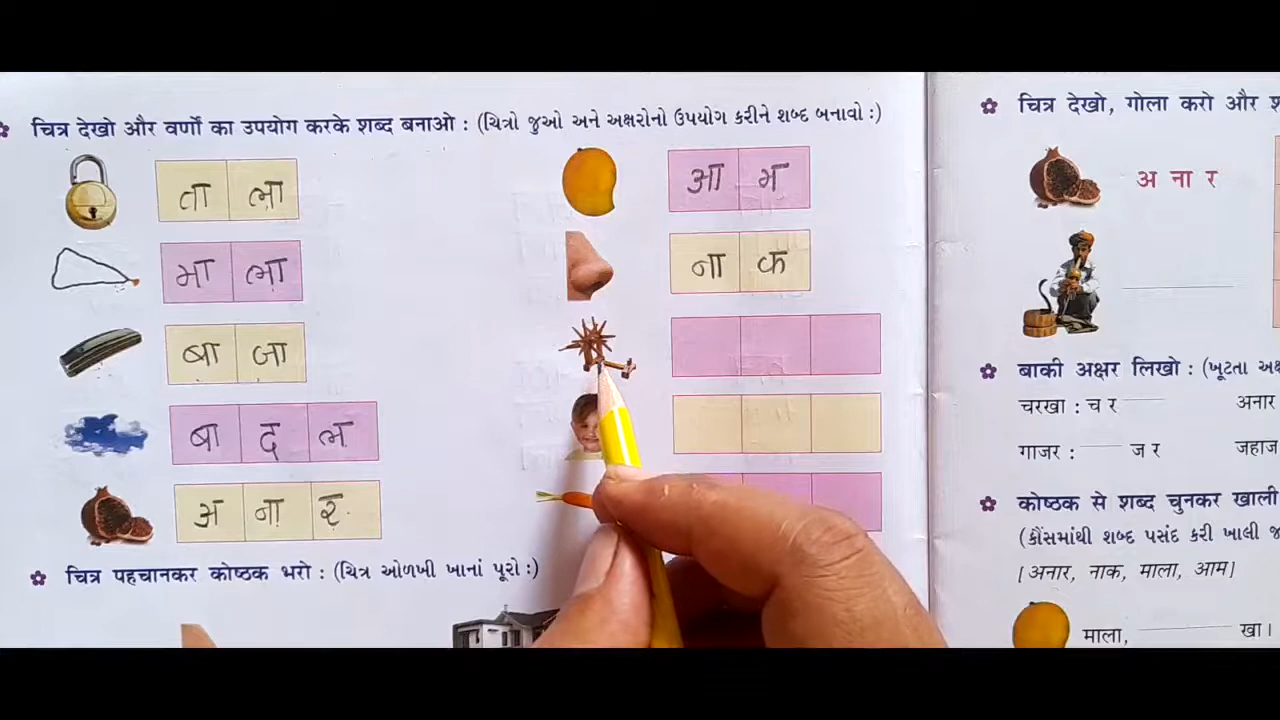 चित्र देखो और वर्णों का उपयोग करके शब्द बनाओ : (ચિત્રો જુઓ અને અક્ષરોનો ઉપયોગ કરીને શબ્દ બનાવો :)
ता ला
आ म
मा ला
ना क
बा जा
बा द ल
अ ना र
चित्र पहचानकर कोष्ठक भरो : (ચિત્ર ઓળખી ખાનાં પૂરો :)
चित्र देखो, गोला करो और
अ ना र
बाकी अक्षर लिखो : (ખૂટતા
चरखा : च र
अनार
गाजर : ज र
जहाज
कोष्ठक से शब्द चुनकर खाली
(કૌંસમાંથી શબ્દ પસંદ કરી ખાલી
[अनार, नाक, माला, आम]
माला, खा।